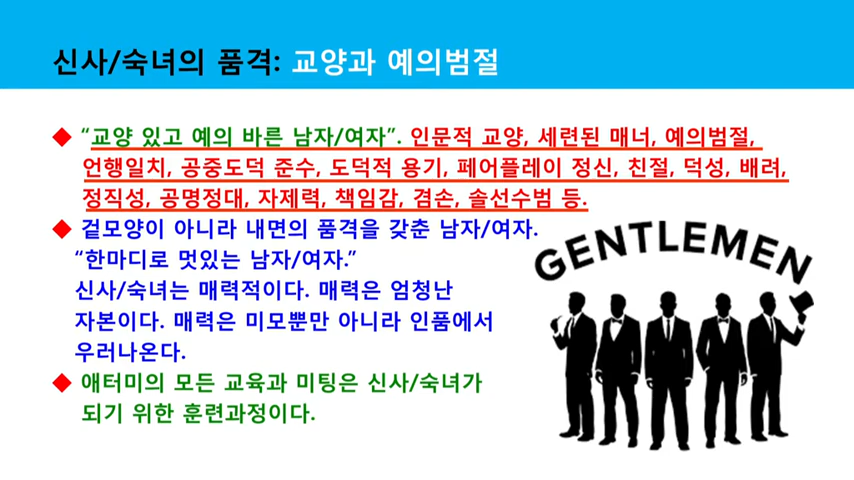 신사/숙녀의 품격: 교양과 예의범절
◆ “교양 있고 예의 바른 남자/여자”. 인문적 교양, 세련된 매너, 예의범절,
언행일치, 공중도덕 준수, 도덕적 용기, 페어플레이 정신, 친절, 덕성, 배려,
정직성, 공명정대, 자제력, 책임감, 겸손, 솔선수범 등.
◆ 겉모양이 아니라 내면의 품격을 갖춘 남자/여자.
“한마디로 멋있는 남자/여자.”
신사/숙녀는 매력적이다. 매력은 엄청난
자본이다. 매력은 미모뿐만 아니라 인품에서
우러나온다.
◆ 애터미의 모든 교육과 미팅은 신사/숙녀가
되기 위한 훈련과정이다.
GENTLEMEN